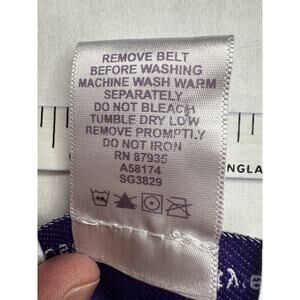 REMOVE BELT
BEFORE WASHING
MACHINE WASH WARM
SEPARATELY
DO NOT BLEACH
TUMBLE DRY LOW
REMOVE PROMPTLY
DO NOT IRON
RN 87935
A58174
SG3829